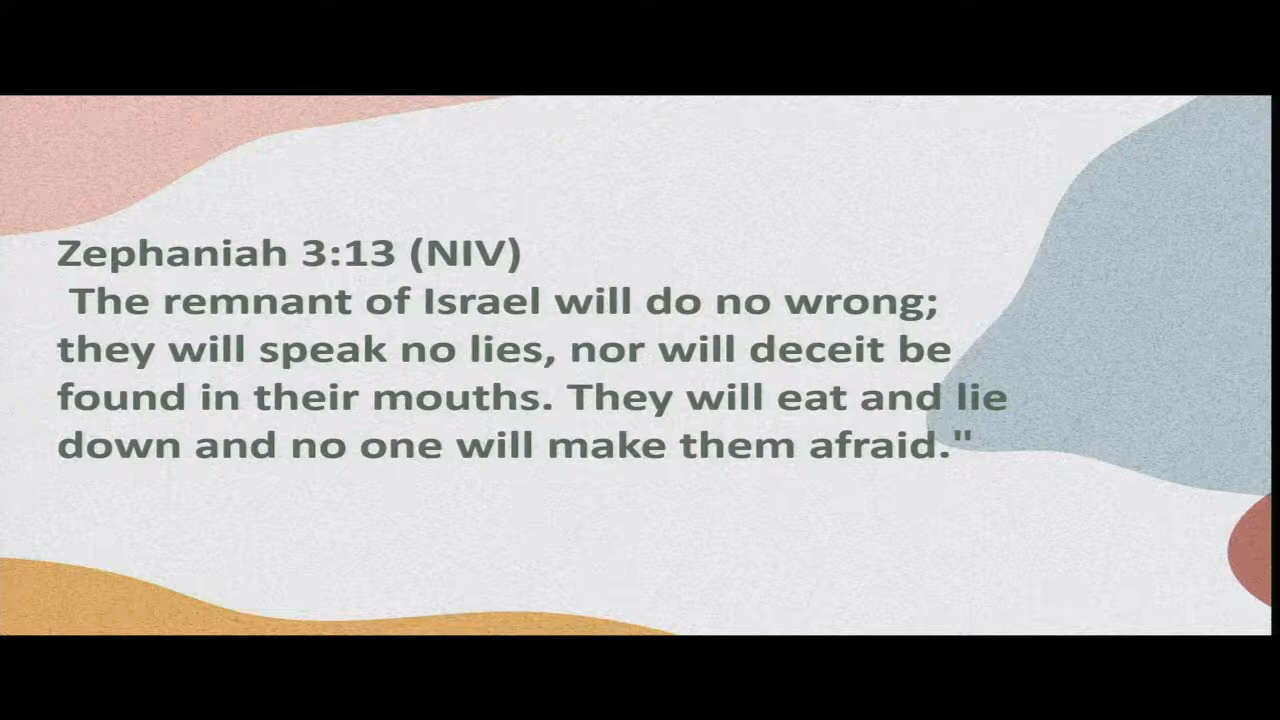 Zephaniah 3:13 (NIV)
The remnant of Israel will do no wrong;
they will speak no lies, nor will deceit be
found in their mouths. They will eat and lie
down and no one will make them afraid."